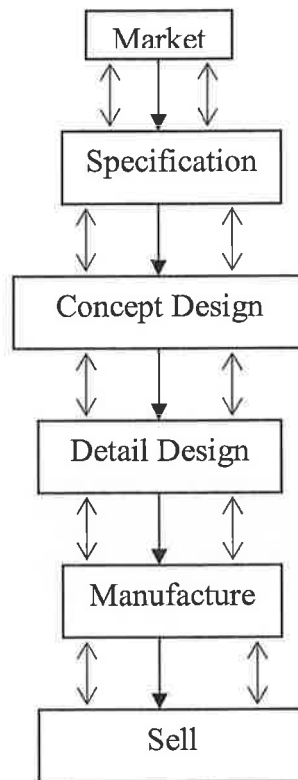 Market
Specification
Concept Design
Detail Design
Manufacture
Sell